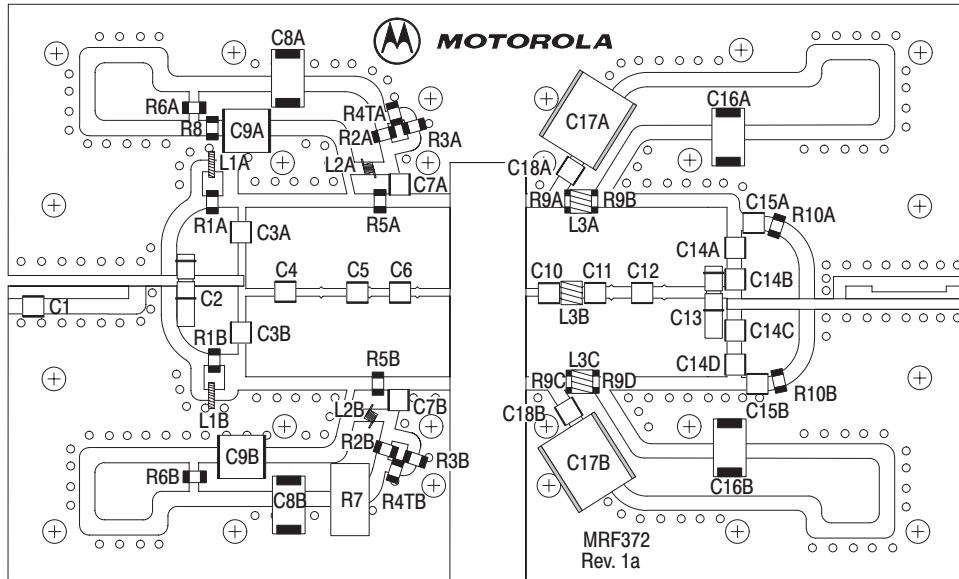 C8A
MOTOROLA
R6A
R8
C9A
R4TA
R2A
R3A
C17A
C16A
L1A
L2A
C7A
C18A
R1A
R5A
R9A
R9B
L3A
C15A
R10A
C3A
C14A
C4
C5
C6
C10
C11
C12
C14B
C1
C2
L3B
C13
C3B
C14C
R1B
R5B
L3C
C14D
R9C
R9D
L1B
L2B
C7B
C18B
C15B
R10B
C9B
R2B
R3B
C17B
R6B
C8B
R7
R4TB
C16B
MRF372
Rev. 1a